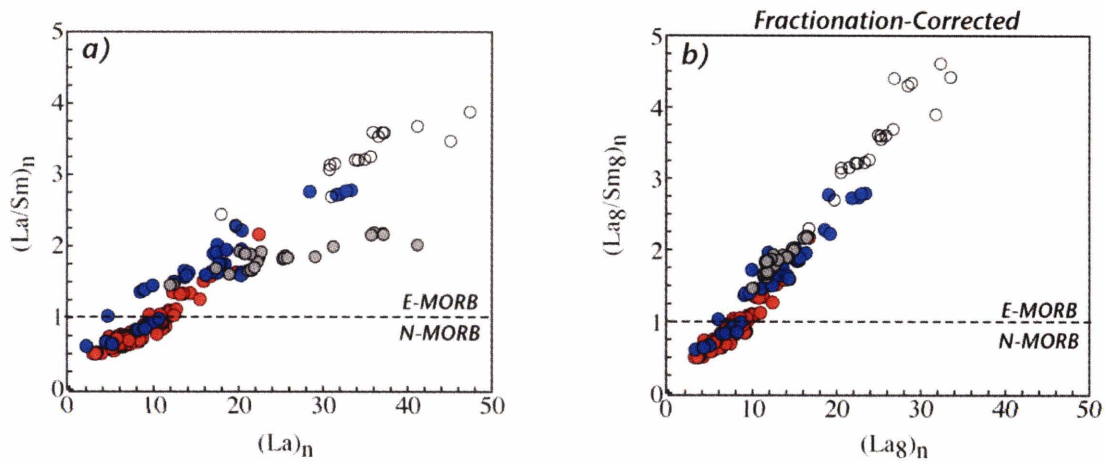 a)
5
4
3
2
1
0
(La/Sm)n
E-MORB
N-MORB
0 10 20 30 40 50
(La)n
Fractionation-Corrected
b)
5
4
3
2
1
0
(La8/Sm8)n
E-MORB
N-MORB
0 10 20 30 40 50
(La8)n